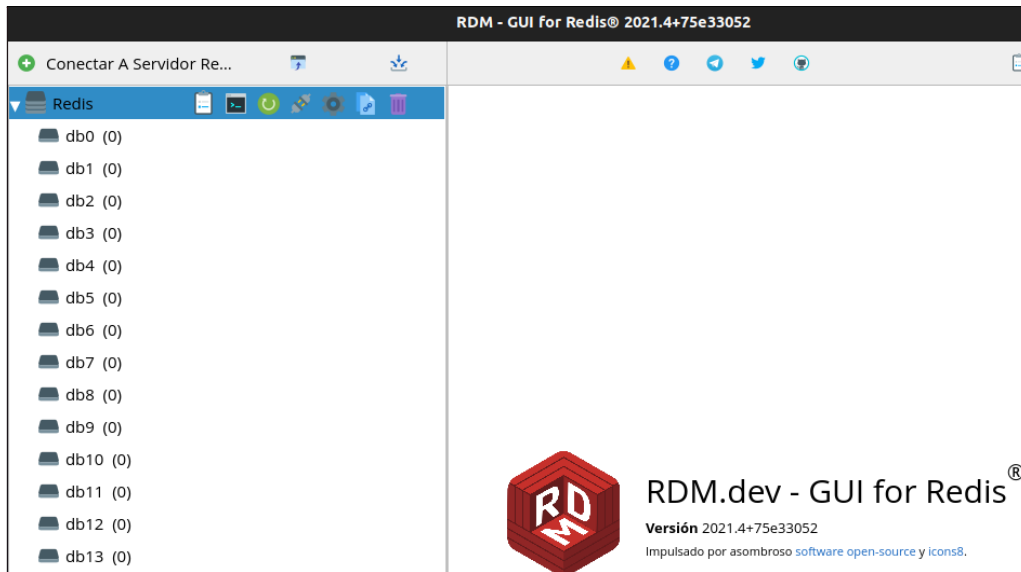 RDM - GUI for Redis® 2021.4+75e33052
Conectar A Servidor Re...
Redis
db0 (0)
db1 (0)
db2 (0)
db3 (0)
db4 (0)
db5 (0)
db6 (0)
db7 (0)
db8 (0)
db9 (0)
db10 (0)
db11 (0)
db12 (0)
db13 (0)
RDM
RDM.dev - GUI for Redis®
Versión 2021.4+75e33052
Impulsado por asombroso software open-source y icons8.